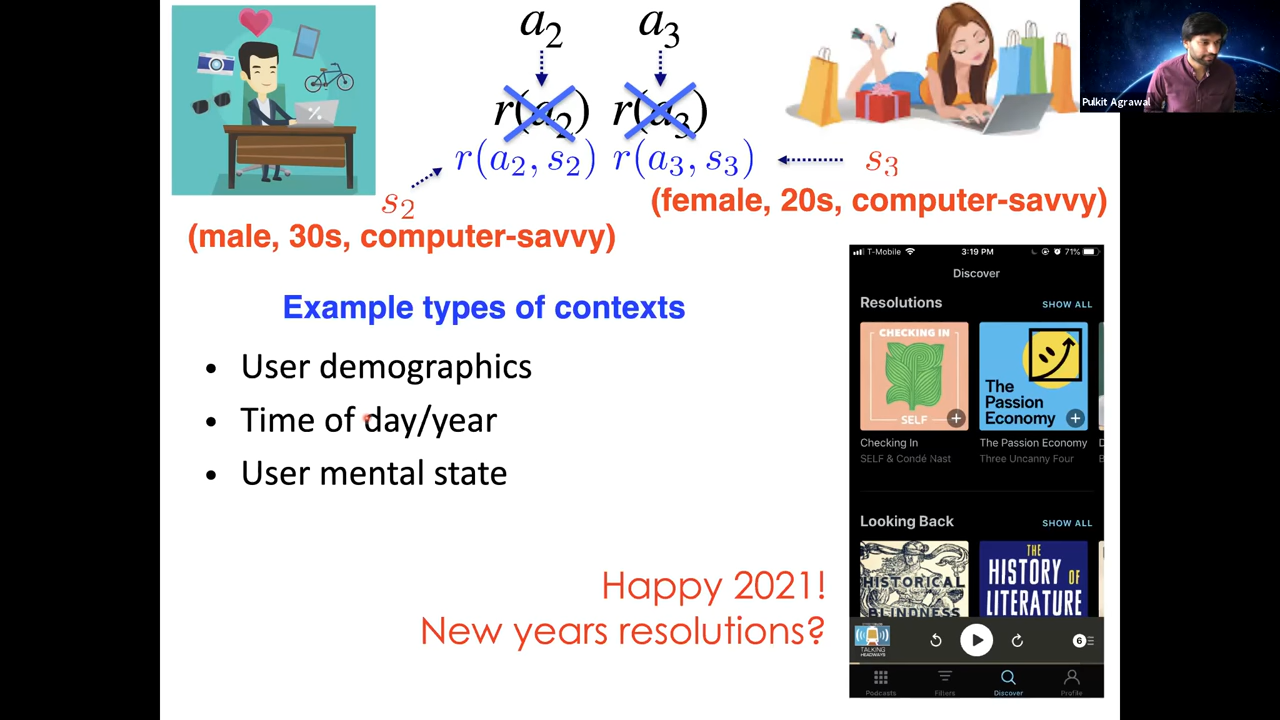 a₂ a₃
r(a₂) r(a₃)
r(a₂, s₂) r(a₃, s₃)
s₃
s₂
(female, 20s, computer-savvy)
(male, 30s, computer-savvy)
%
Pulkit Agrawal
Example types of contexts
• User demographics
• Time of day/year
• User mental state
Happy 2021!
New years resolutions?
T-Mobile 3:19 PM 71%
Discover
Resolutions SHOW ALL
CHECKING IN
SELF
The
Passion
Economy
Checking In The Passion Economy
SELF & Condé Nast Three Uncanny Four
Looking Back SHOW ALL
HISTORICAL
BLINDNESS
THE
HISTORY OF
LITERATURE
TALKING
HEADWAYS
6
Podcasts Filters Discover Profile